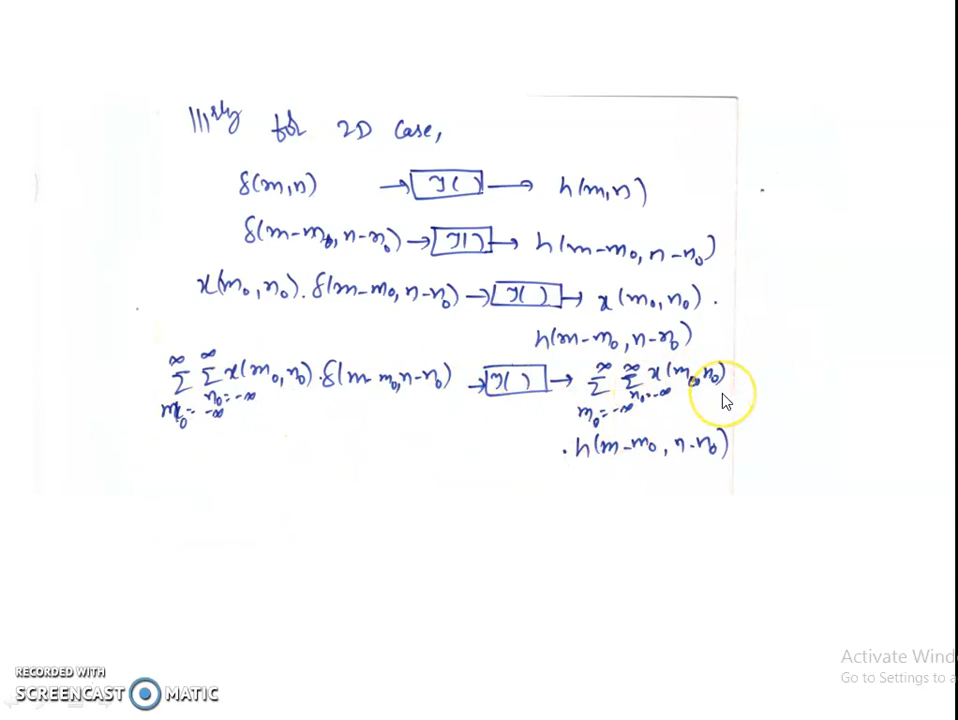 |||rly for 2D case,
δ(m,n) → [T( )] → h(m,n)
δ(m-m₀, n-n₀) → [T( )] → h(m-m₀, n-n₀)
x(m₀, n₀). δ(m-m₀, n-n₀) → [T( )] → x(m₀, n₀) .
h(m-m₀, n-n₀)
∞ ∑ m₀=-∞ ∞ ∑ n₀=-∞ x(m₀, n₀) . δ(m-m₀, n-n₀) → [T( )] → ∞ ∑ m₀=-∞ ∞ ∑ n₀=-∞ x(m₀, n₀)
. h(m-m₀, n-n₀)
Activate Wind
Go to Settings to a
RECORDED WITH
SCREENCAST MATIC